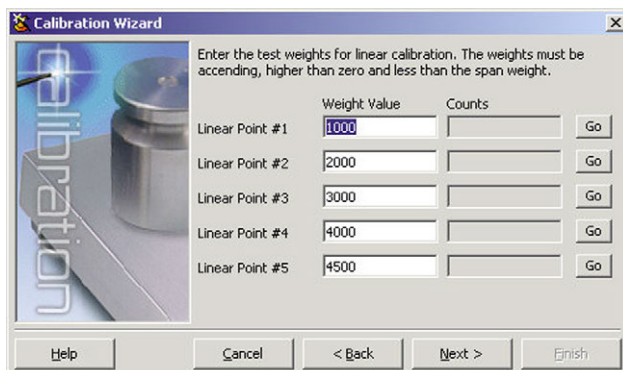 Calibration Wizard
Enter the test weights for linear calibration. The weights must be
accending, higher than zero and less than the span weight.
Weight Value Counts
Linear Point #1 1000 Go
Linear Point #2 2000 Go
Linear Point #3 3000 Go
Linear Point #4 4000 Go
Linear Point #5 4500 Go
calibration
Help Cancel < Back Next > Finish